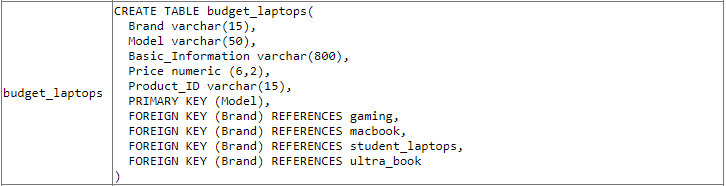 budget_laptops
CREATE TABLE budget_laptops(
Brand varchar(15),
Model varchar(50),
Basic_Information varchar(800),
Price numeric (6,2),
Product_ID varchar(15),
PRIMARY KEY (Model),
FOREIGN KEY (Brand) REFERENCES gaming,
FOREIGN KEY (Brand) REFERENCES macbook,
FOREIGN KEY (Brand) REFERENCES student_laptops,
FOREIGN KEY (Brand) REFERENCES ultra_book
)